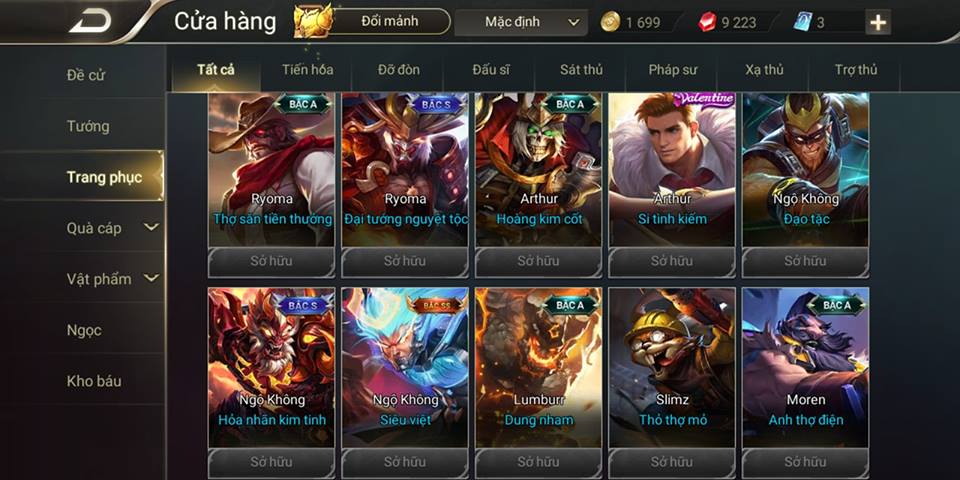 Cửa hàng
Đổi mảnh
Mặc định
1 699
9 223
3
Đề cử
Tướng
Trang phục
Quà cáp
Vật phẩm
Ngọc
Kho báu
Tất cả
Tiến hóa
Đỡ đòn
Đấu sĩ
Sát thủ
Pháp sư
Xạ thủ
Trợ thủ
BẬC A
Ryoma
Thợ săn tiền thưởng
Sở hữu
BẬC S
Ryoma
Đại tướng nguyệt tộc
Sở hữu
BẬC A
Arthur
Hoàng kim cốt
Sở hữu
Valentine
Arthur
Si tình kiếm
Sở hữu
Ngộ Không
Đạo tặc
Sở hữu
BẬC S
Ngộ Không
Hỏa nhãn kim tinh
Sở hữu
BẬC SS
Ngộ Không
Siêu việt
Sở hữu
Lumburr
Dung nham
Sở hữu
Slimz
Thỏ thợ mỏ
Sở hữu
BẬC A
Moren
Anh thợ điện
Sở hữu